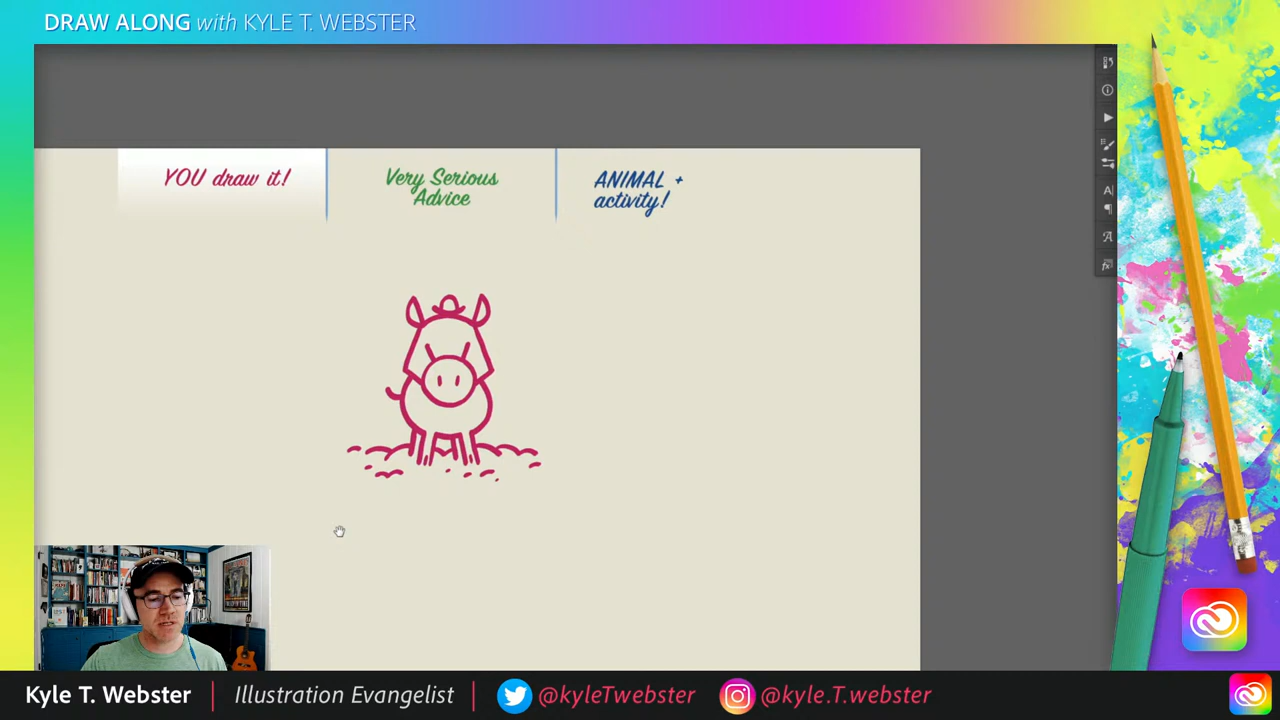 DRAW ALONG with KYLE T. WEBSTER
YOU draw it!
Very Serious
Advice
ANIMAL +
activity!
Kyle T. Webster | Illustration Evangelist | @kyleTwebster @kyle.T.webster